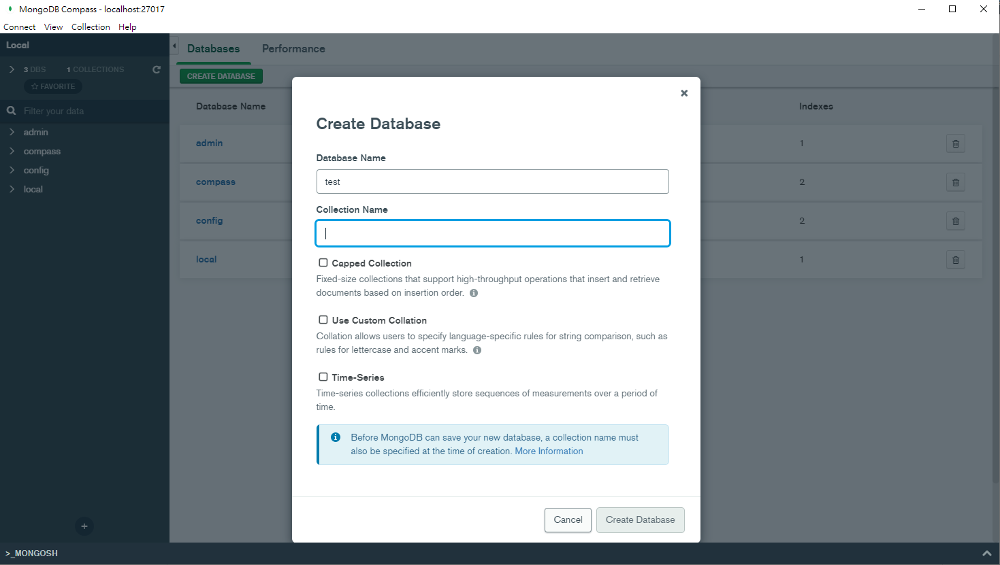 MongoDB Compass - localhost:27017
Connect View Collection Help
Local
3 DBS 1 COLLECTIONS
FAVORITE
Filter your data
admin
compass
config
local
>_MONGOSH
Databases Performance
CREATE DATABASE
Database Name Indexes
admin 1
compass 2
config 2
local 1
Create Database
Database Name
test
Collection Name
Capped Collection
Fixed-size collections that support high-throughput operations that insert and retrieve
documents based on insertion order.
Use Custom Collation
Collation allows users to specify language-specific rules for string comparison, such as
rules for lettercase and accent marks.
Time-Series
Time-series collections efficiently store sequences of measurements over a period of
time.
Before MongoDB can save your new database, a collection name must
also be specified at the time of creation. More Information
Cancel Create Database